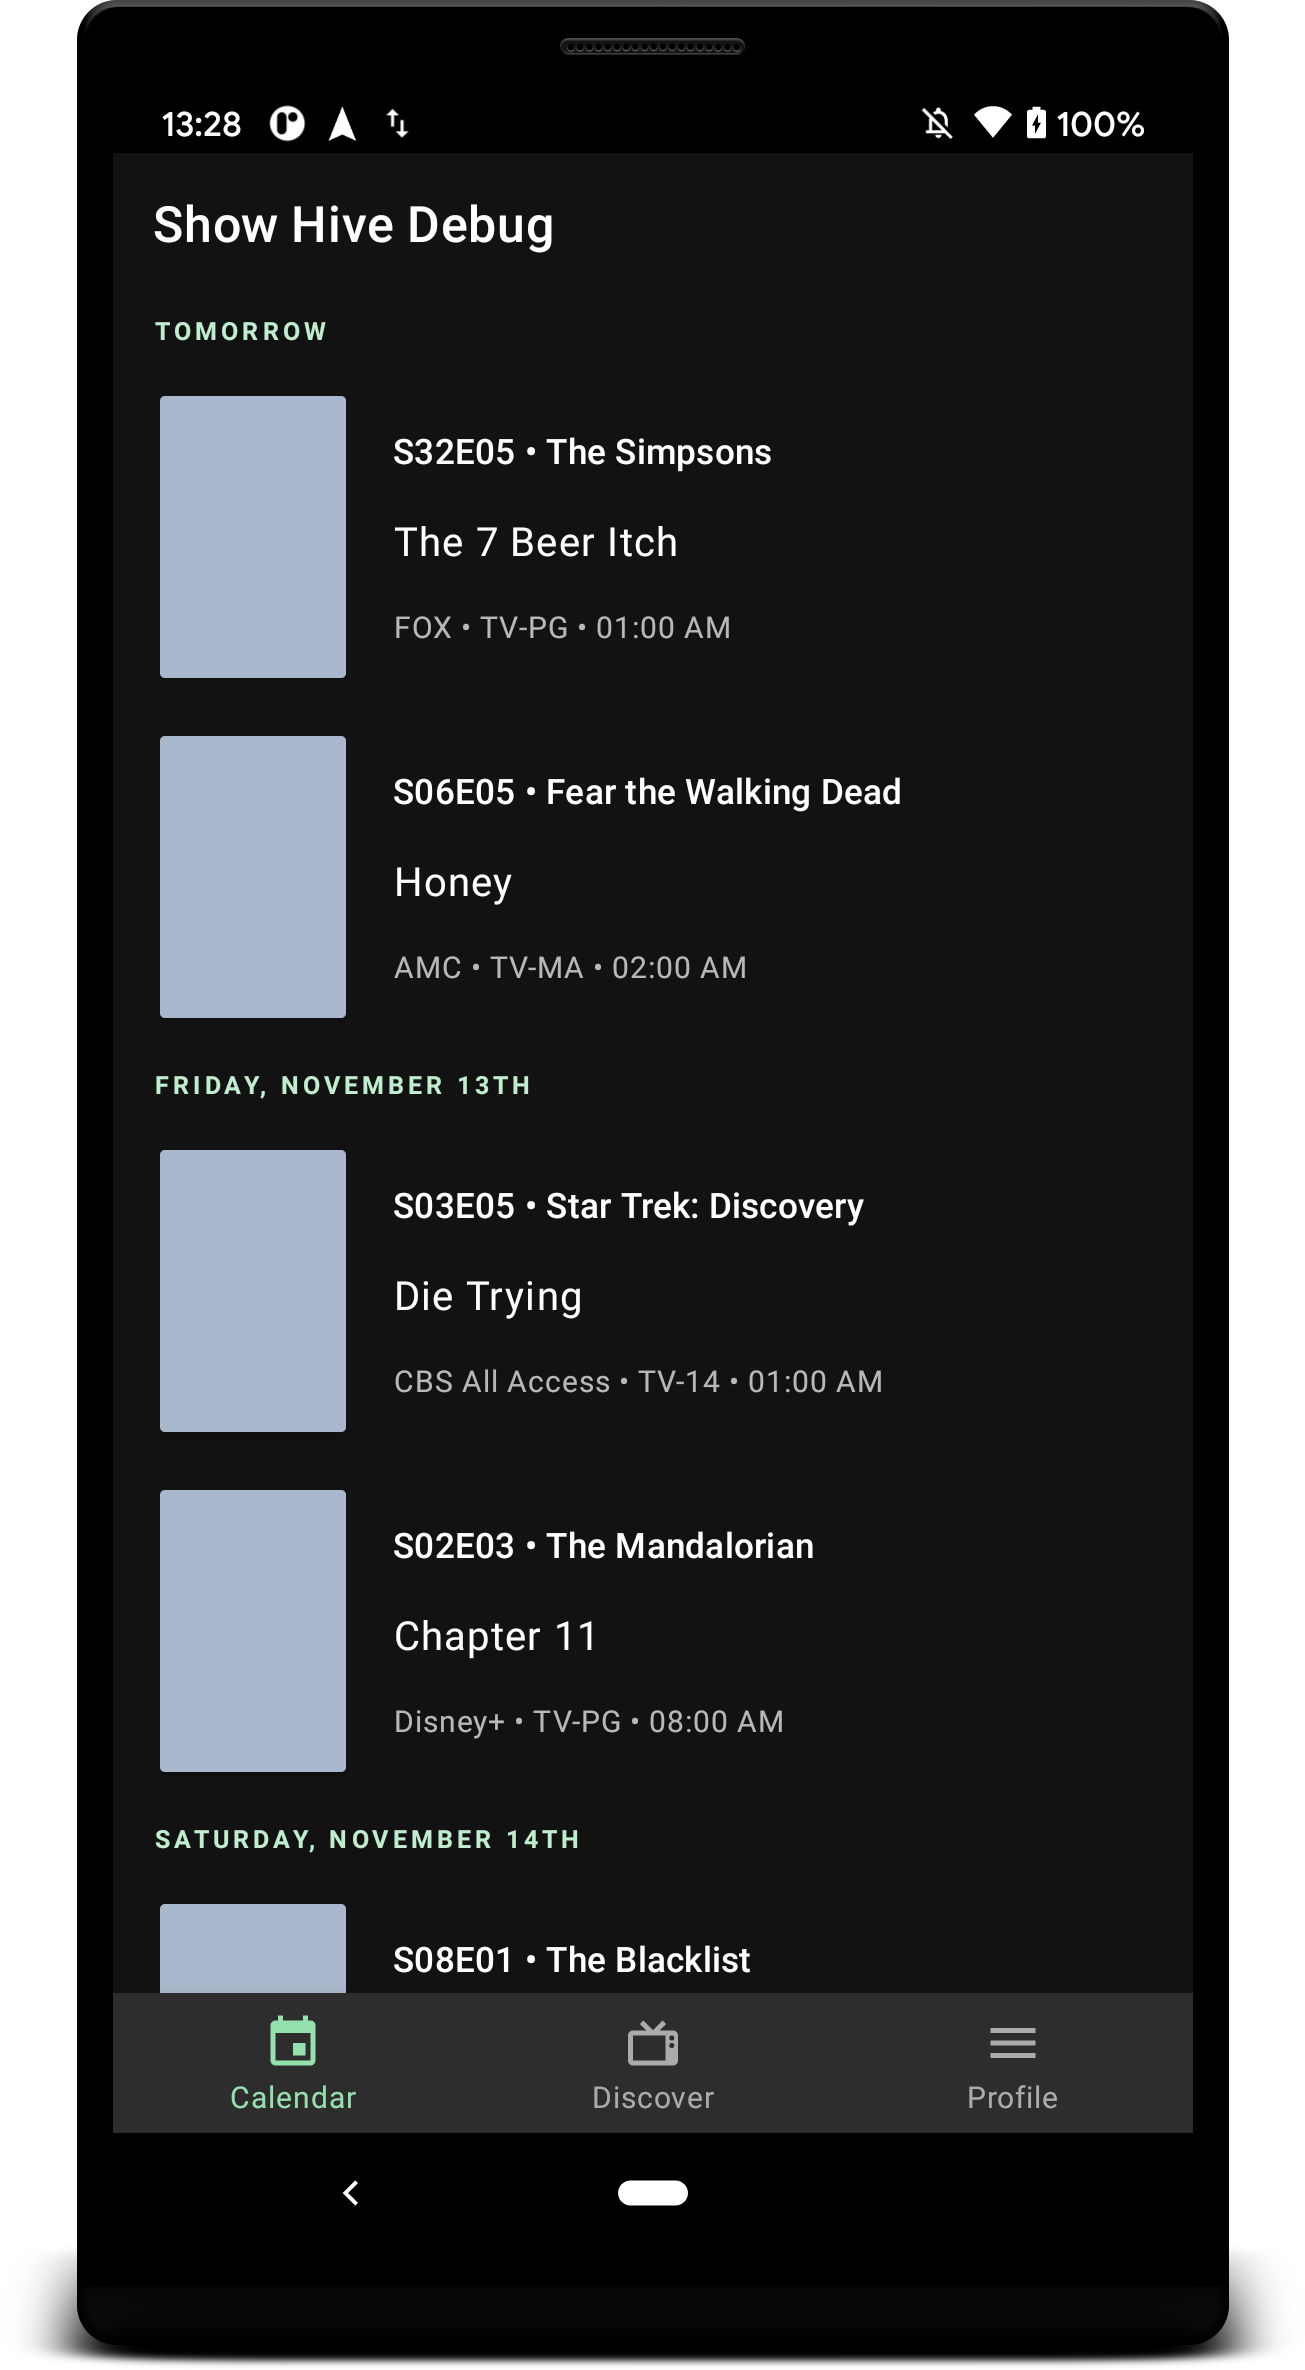 13:28 100%
Show Hive Debug
TOMORROW
S32E05 • The Simpsons
The 7 Beer Itch
FOX • TV-PG • 01:00 AM
S06E05 • Fear the Walking Dead
Honey
AMC • TV-MA • 02:00 AM
FRIDAY, NOVEMBER 13TH
S03E05 • Star Trek: Discovery
Die Trying
CBS All Access • TV-14 • 01:00 AM
S02E03 • The Mandalorian
Chapter 11
Disney+ • TV-PG • 08:00 AM
SATURDAY, NOVEMBER 14TH
S08E01 • The Blacklist
Calendar Discover Profile